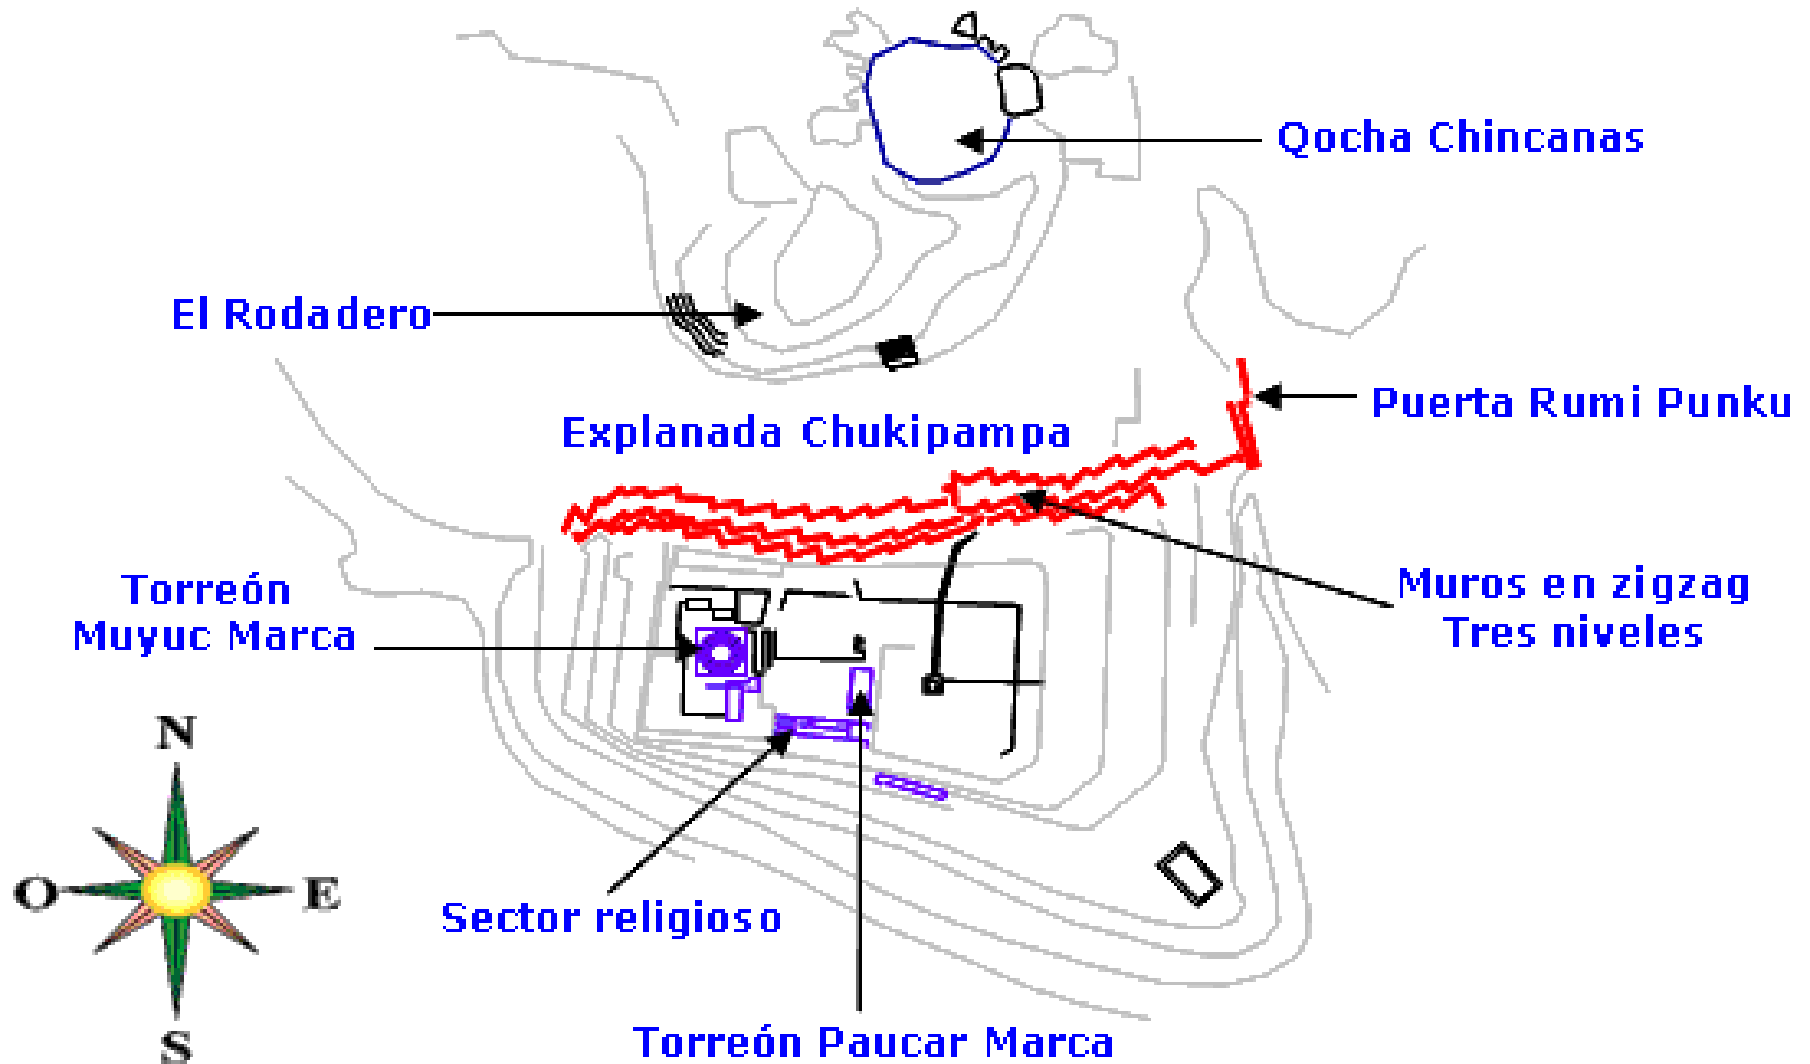 Qocha Chincanas
El Rodadero
Puerta Rumi Punku
Explanada Chukipampa
Torreón
Muyuc Marca
Muros en zigzag
Tres niveles
N
O
E
S
Sector religioso
Torreón Paucar Marca